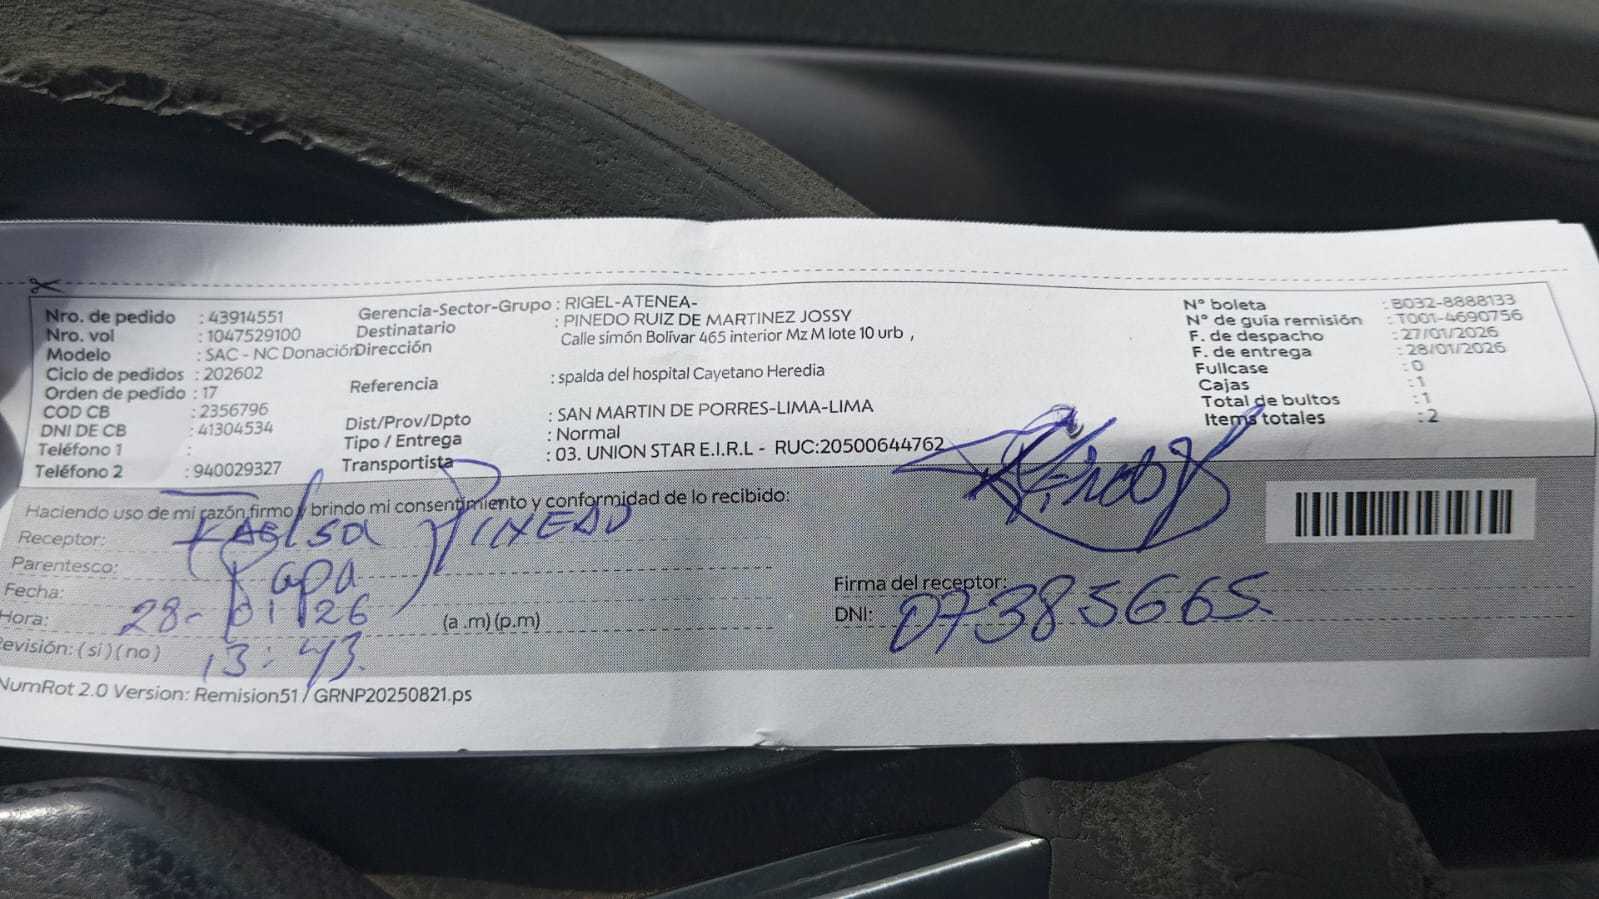 Nro. de pedido : 43914551
Nro. vol : 1047529100
Modelo : SAC - NC Donación
Ciclo de pedidos : 202602
Orden de pedido : 17
COD CB : 2356796
DNI DE CB : 41304534
Teléfono 1 :
Teléfono 2 : 940029327
Gerencia-Sector-Grupo : RIGEL-ATENEA-
Destinatario : PINEDO RUIZ DE MARTINEZ JOSSY
Dirección Calle simón Bolívar 465 interior Mz M lote 10 urb ,
Referencia : spalda del hospital Cayetano Heredia
Dist/Prov/Dpto : SAN MARTIN DE PORRES-LIMA-LIMA
Tipo / Entrega : Normal
Transportista : 03. UNION STAR E.I.R.L - RUC:20500644762
N° boleta : B032-8888133
N° de guía remisión : T001-4690756
F. de despacho : 27/01/2026
F. de entrega : 28/01/2026
Fullcase : 0
Cajas : 1
Total de bultos : 1
Items totales : 2
Haciendo uso de mi razón,firmo y brindo mi consentimiento y conformidad de lo recibido:
Receptor:
Parentesco: Papa
Fecha: 28-01-26
Hora: 13:43. (a .m) (p.m)
Revisión: ( si ) ( no )
Firma del receptor:
DNI: 07385665
NumRot 2.0 Version: Remision51 / GRNP20250821.ps